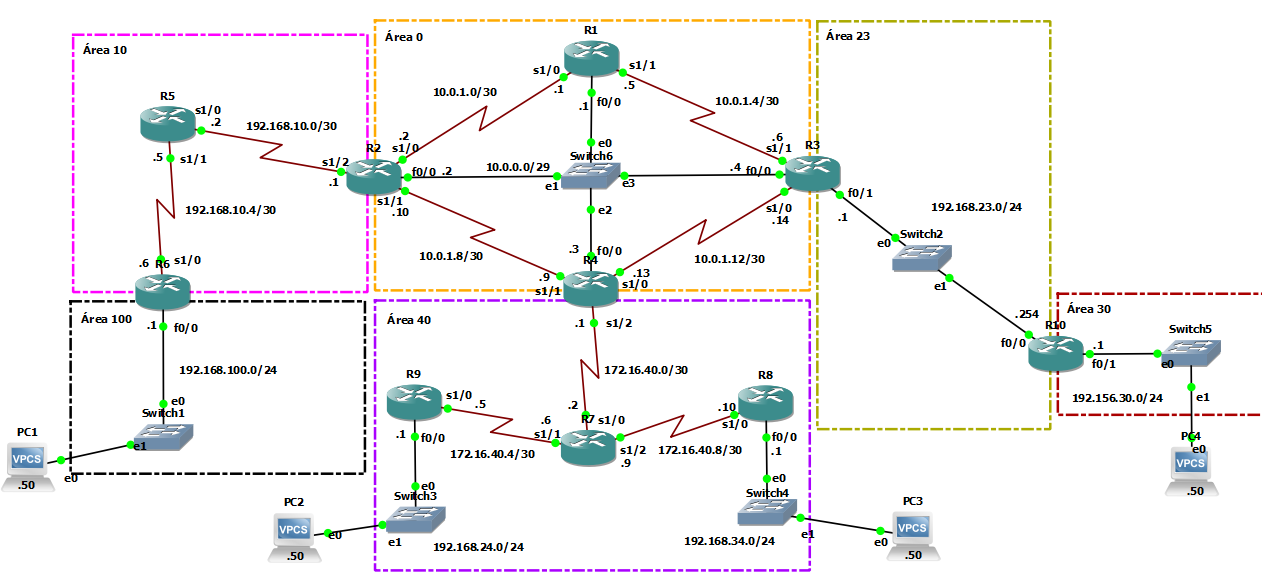 Área 10
Área 0
Área 23
R1
s1/0
.1
s1/1
.5
10.0.1.0/30
10.0.1.4/30
.1
f0/0
R5
s1/0
.2
192.168.10.0/30
.5
s1/1
s1/2
.1
R2
.2
s1/0
f0/0
.2
s1/1
.10
10.0.0.0/29
e0
Switch6
e1
e3
e2
.6
s1/1
R3
.4
f0/0
s1/0
.14
f0/1
.1
192.168.23.0/24
Switch2
e0
e1
192.168.10.4/30
10.0.1.8/30
10.0.1.12/30
.3
f0/0
R4
.9
s1/1
.13
s1/0
.6
s1/0
R6
.1
f0/0
Área 100
192.168.100.0/24
e0
Switch1
e1
PC1
VPCS
.50
e0
Área 40
.1
s1/2
172.16.40.0/30
R9
s1/0
.5
.1
f0/0
172.16.40.4/30
.6
s1/1
.2
R7
s1/0
s1/2
.9
172.16.40.8/30
R8
.10
s1/0
f0/0
.1
e0
Switch3
e1
192.168.24.0/24
PC2
VPCS
.50
e0
e0
Switch4
e1
192.168.34.0/24
PC3
VPCS
.50
e0
Área 30
.254
R10
f0/0
.1
f0/1
Switch5
e0
e1
192.156.30.0/24
PC4
e0
VPCS
.50